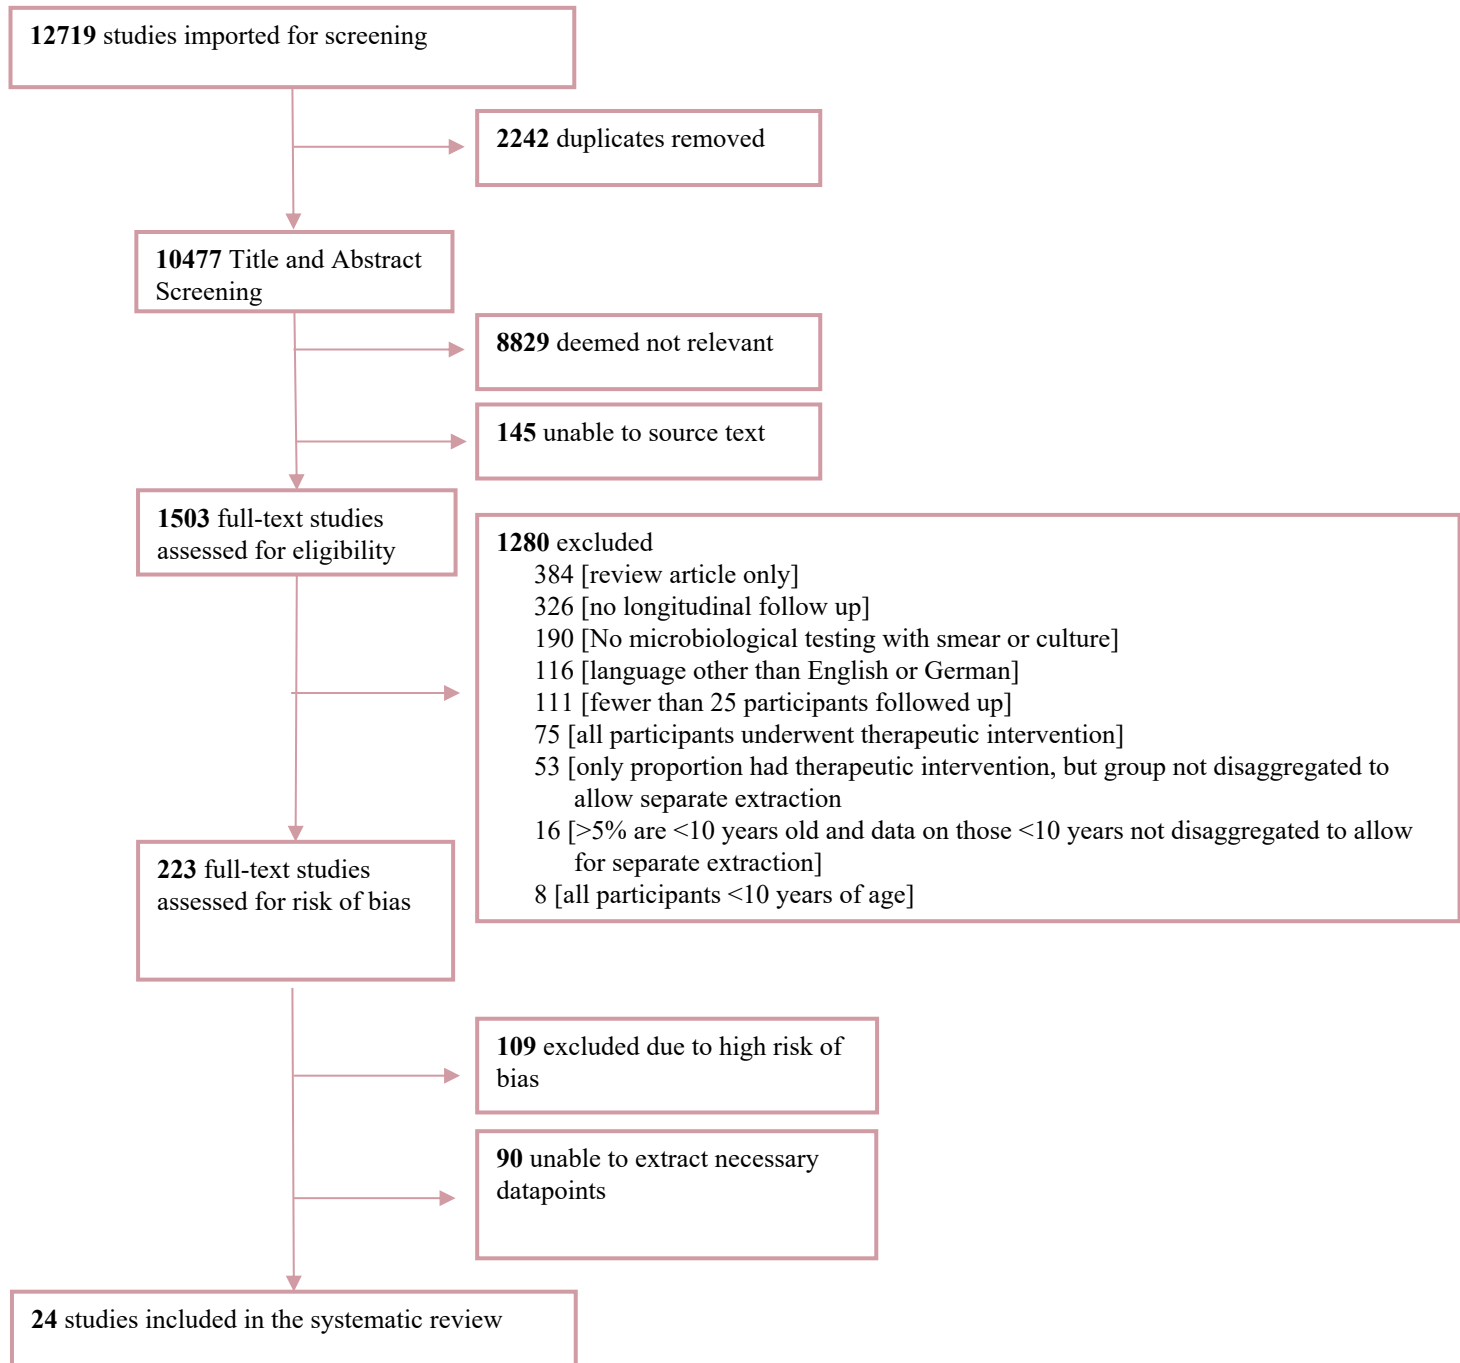 12719 studies imported for screening
2242 duplicates removed
10477 Title and Abstract
Screening
8829 deemed not relevant
145 unable to source text
1503 full-text studies
assessed for eligibility
1280 excluded
384 [review article only]
326 [no longitudinal follow up]
190 [No microbiological testing with smear or culture]
116 [language other than English or German]
111 [fewer than 25 participants followed up]
75 [all participants underwent therapeutic intervention]
53 [only proportion had therapeutic intervention, but group not disaggregated to
allow separate extraction
16 [>5% are <10 years old and data on those <10 years not disaggregated to allow
for separate extraction]
8 [all participants <10 years of age]
223 full-text studies
assessed for risk of bias
109 excluded due to high risk of
bias
90 unable to extract necessary
datapoints
24 studies included in the systematic review